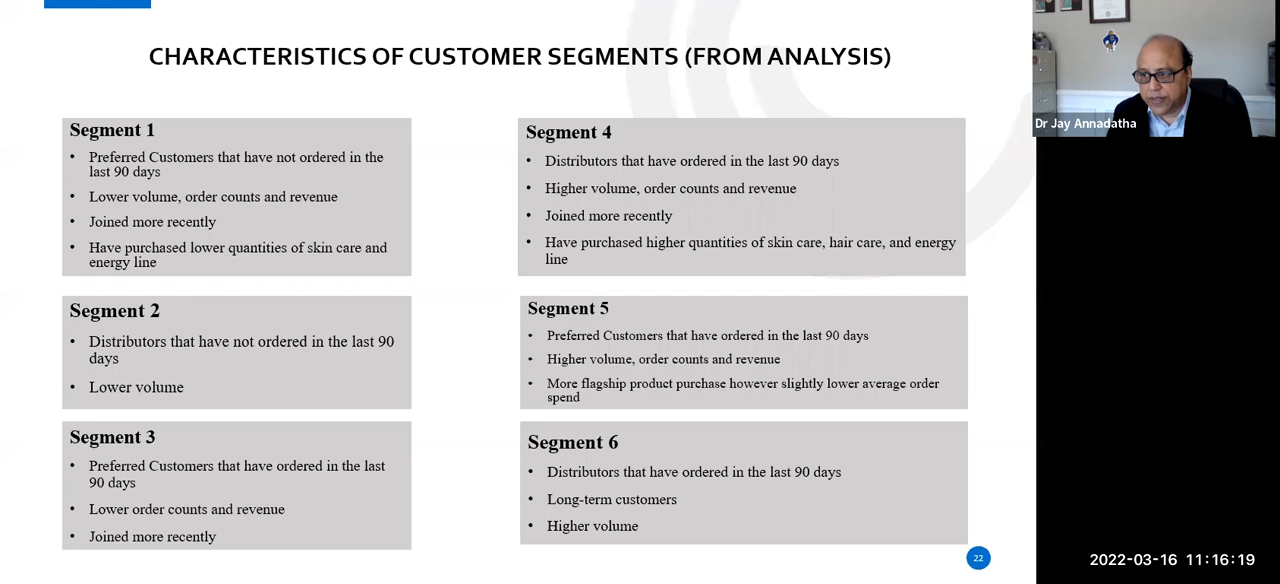 CHARACTERISTICS OF CUSTOMER SEGMENTS (FROM ANALYSIS)
Segment 1
• Preferred Customers that have not ordered in the
last 90 days
• Lower volume, order counts and revenue
• Joined more recently
• Have purchased lower quantities of skin care and
energy line
Segment 2
• Distributors that have not ordered in the last 90
days
• Lower volume
Segment 3
• Preferred Customers that have ordered in the last
90 days
• Lower order counts and revenue
• Joined more recently
Segment 4
• Distributors that have ordered in the last 90 days
• Higher volume, order counts and revenue
• Joined more recently
• Have purchased higher quantities of skin care, hair care, and energy
line
Segment 5
• Preferred Customers that have ordered in the last 90 days
• Higher volume, order counts and revenue
• More flagship product purchase however slightly lower average order
spend
Segment 6
• Distributors that have ordered in the last 90 days
• Long-term customers
• Higher volume
22
Dr Jay Annadatha
2022-03-16 11:16:19